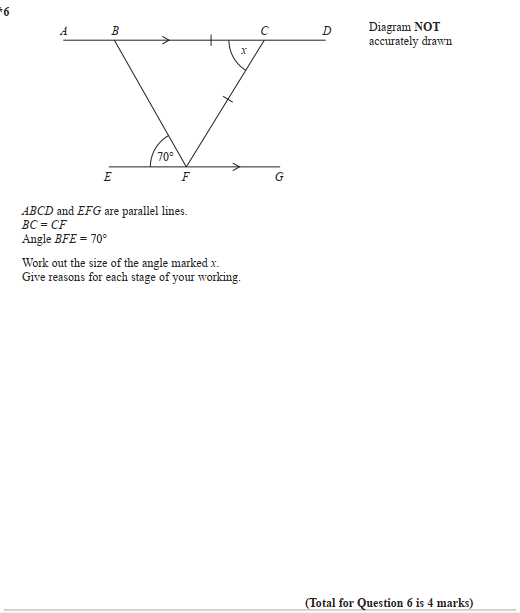 *6
A B C D
Diagram NOT
accurately drawn
x
70°
E F G
ABCD and EFG are parallel lines.
BC = CF
Angle BFE = 70°
Work out the size of the angle marked x.
Give reasons for each stage of your working.
(Total for Question 6 is 4 marks)